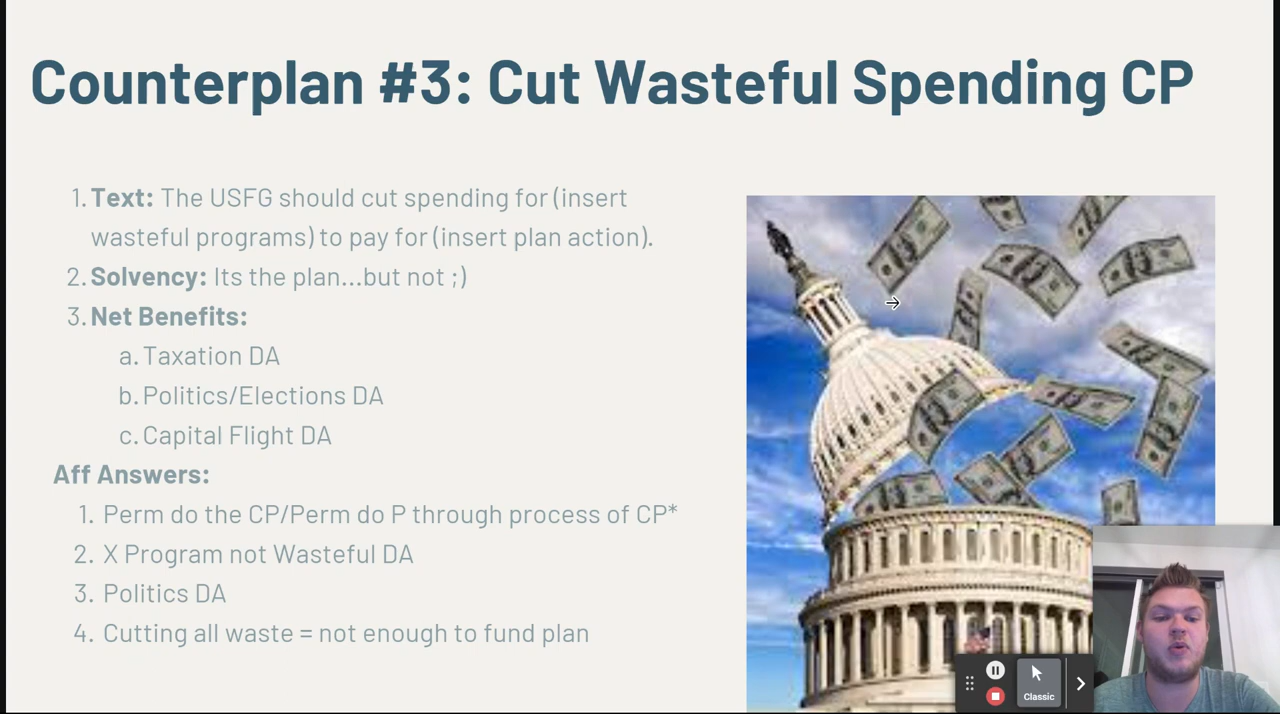 Counterplan #3: Cut Wasteful Spending CP
1. Text: The USFG should cut spending for (insert
wasteful programs) to pay for (insert plan action).
2. Solvency: Its the plan...but not ;)
3. Net Benefits:
a. Taxation DA
b. Politics/Elections DA
c. Capital Flight DA
Aff Answers:
1. Perm do the CP/Perm do P through process of CP*
2. X Program not Wasteful DA
3. Politics DA
4. Cutting all waste = not enough to fund plan
Classic